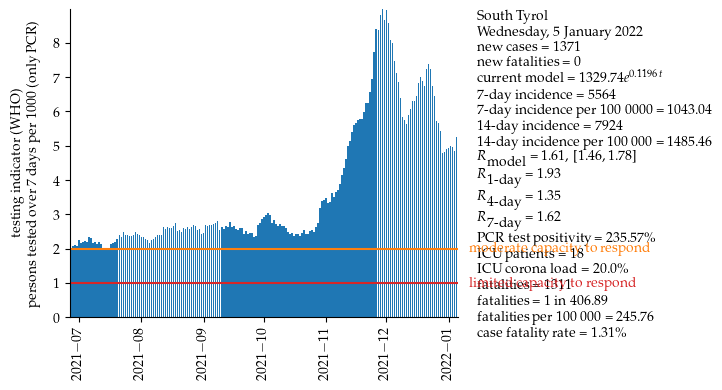 testing indicator (WHO)
persons tested over 7 days per 1000 (only PCR)
8
7
6
5
4
3
2
1
0
2021−07
2021−08
2021−09
2021−10
2021−11
2021−12
2022−01
South Tyrol
Wednesday, 5 January 2022
new cases = 1371
new fatalities = 0
current model = 1329.74e^0.1196 t
7-day incidence = 5564
7-day incidence per 100 0000 = 1043.04
14-day incidence = 7924
14-day incidence per 100 000 = 1485.46
R_model = 1.61, [1.46, 1.78]
R_1-day = 1.93
R_4-day = 1.35
R_7-day = 1.62
PCR test positivity = 235.57%
moderate capacity to respond
ICU patients = 18
ICU corona load = 20.0%
limited capacity to respond
fatalities = 1311
fatalities = 1 in 406.89
fatalities per 100 000 = 245.76
case fatality rate = 1.31%